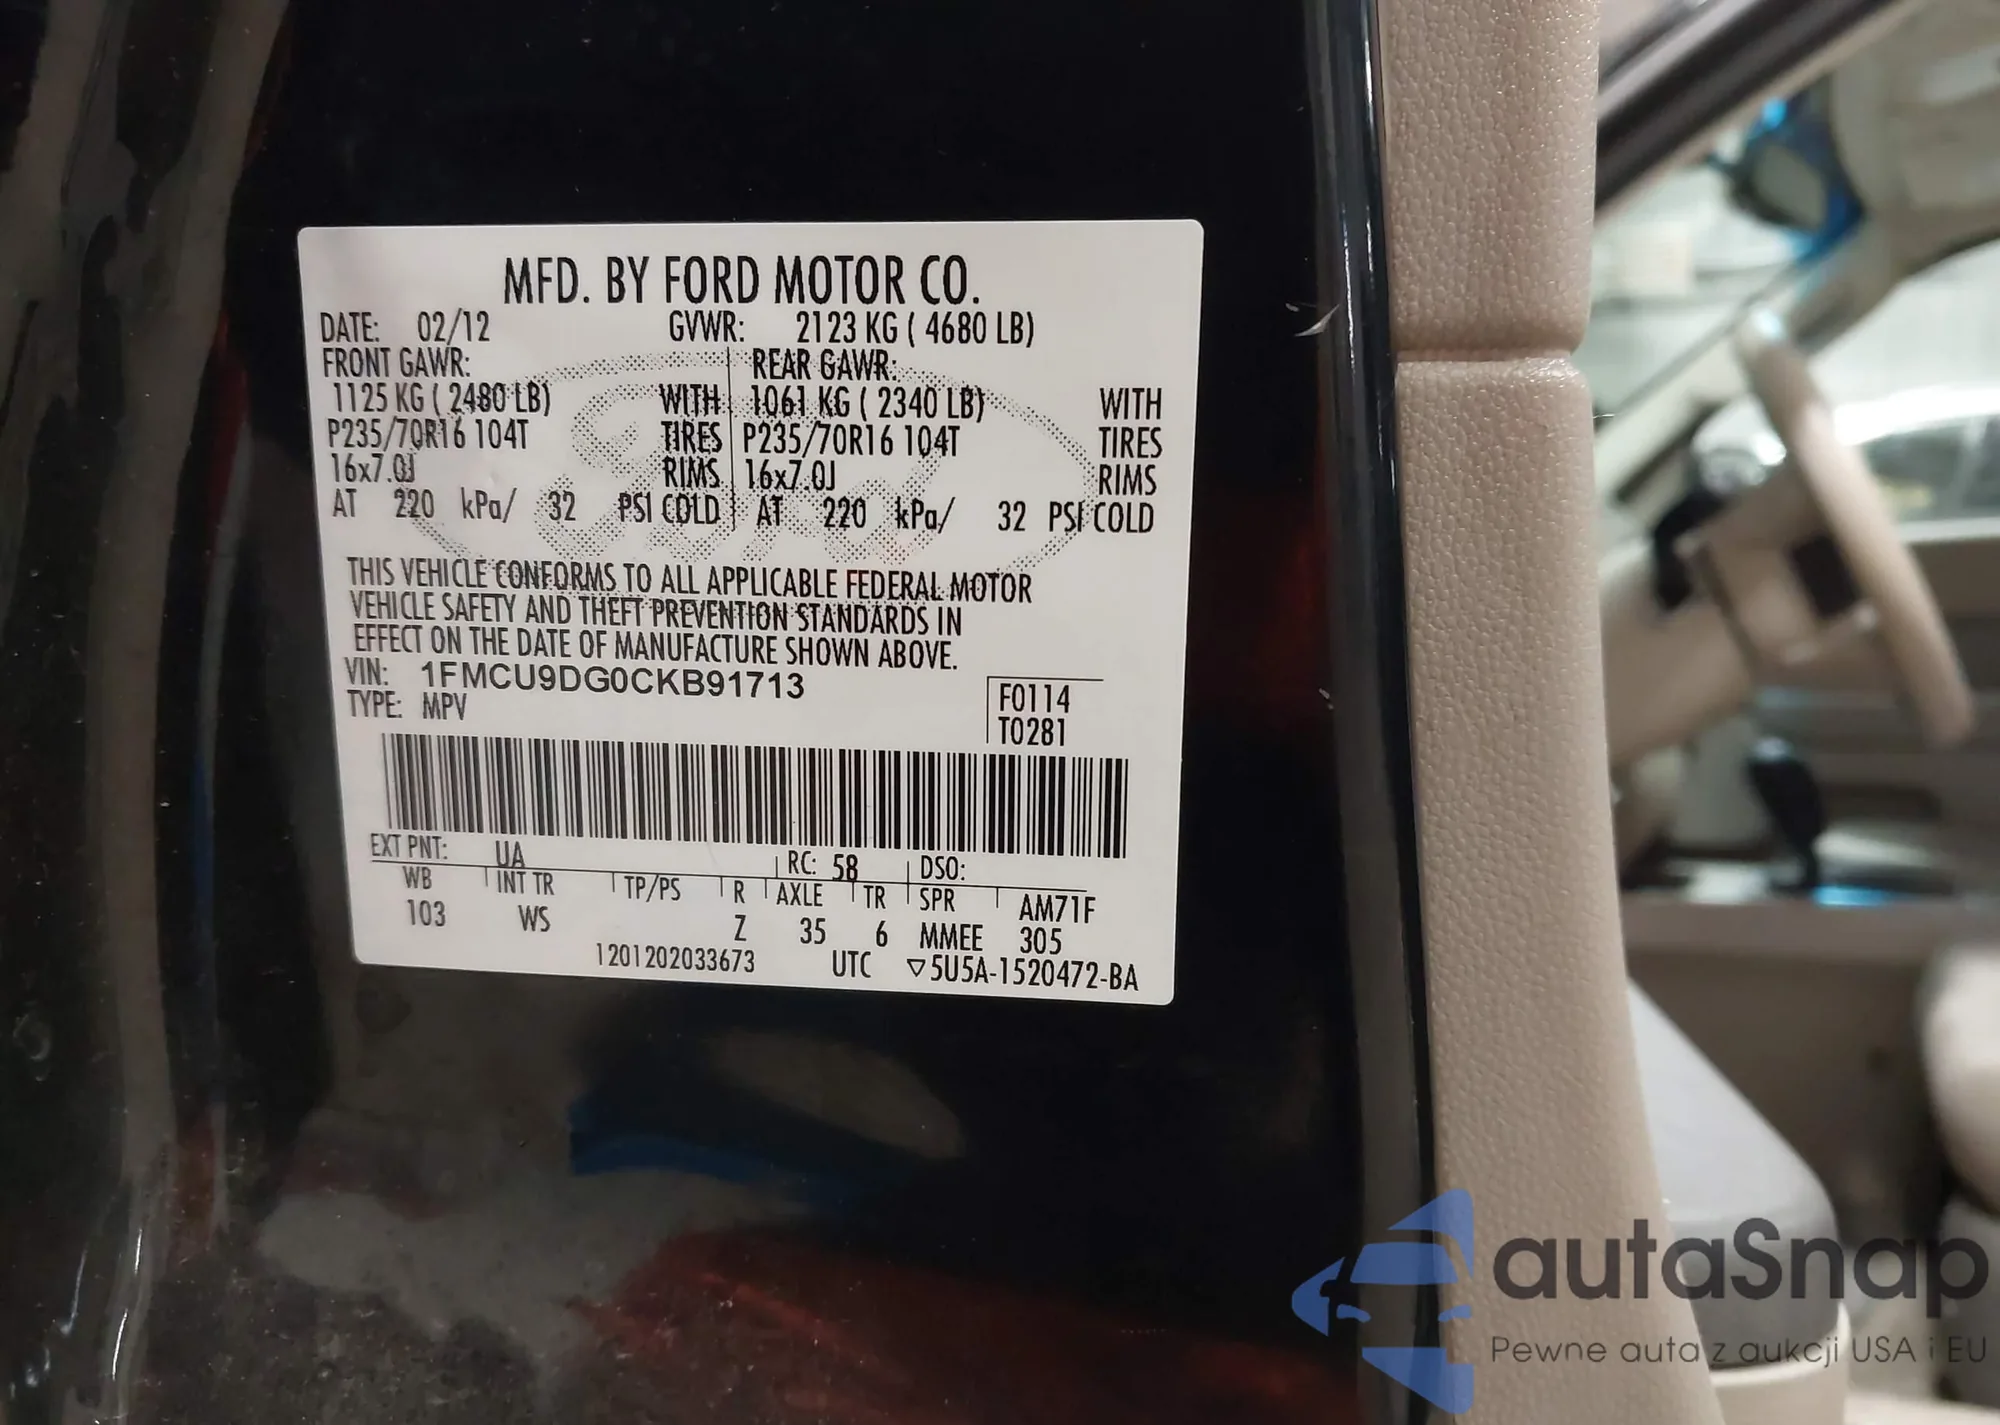 MFD. BY FORD MOTOR CO.
DATE: 02/12 GVWR: 2123 KG ( 4680 LB)
FRONT GAWR: REAR GAWR:
1125 KG ( 2480 LB) WITH 1061 KG ( 2340 LB) WITH
P235/70R16 104T TIRES P235/70R16 104T TIRES
16x7.0J RIMS 16x7.0J RIMS
AT 220 kPa/ 32 PSI COLD AT 220 kPa/ 32 PSI COLD
Ford
THIS VEHICLE CONFORMS TO ALL APPLICABLE FEDERAL MOTOR
VEHICLE SAFETY AND THEFT PREVENTION STANDARDS IN
EFFECT ON THE DATE OF MANUFACTURE SHOWN ABOVE.
VIN: 1FMCU9DG0CKB91713
TYPE: MPV
F0114
T0281
EXT PNT: UA RC: 58 DSO:
WB INT TR TP/PS R AXLE TR SPR AM71F
103 WS Z 35 6 MMEE 305
1201202033673 UTC ▽5U5A-1520472-BA
autaSnap
Pewne auta z aukcji USA i EU